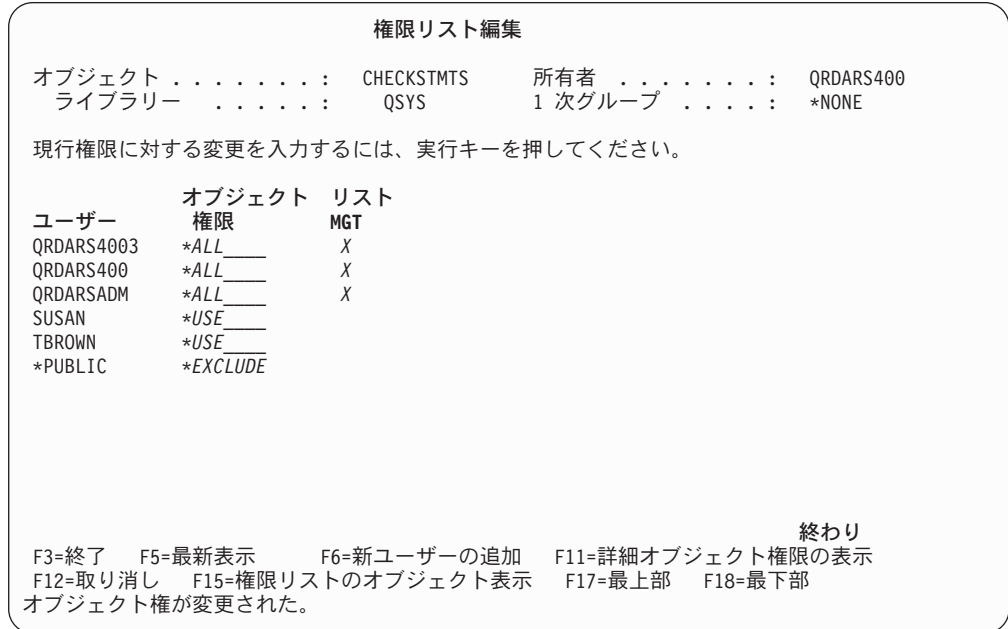 権限リスト編集
オブジェクト . . . . . . . : CHECKSTMTS 所有者 . . . . . . . : QRDARS400
ライブラリー . . . . . : QSYS 1 次グループ . . . . : *NONE
現行権限に対する変更を入力するには、実行キーを押してください。
オブジェクト リスト
ユーザー 権限 MGT
QRDARS4003 *ALL____ X
QRDARS400 *ALL____ X
QRDARSADM *ALL____ X
SUSAN *USE____
TBROWN *USE____
*PUBLIC *EXCLUDE
終わり
F3=終了 F5=最新表示 F6=新ユーザーの追加 F11=詳細オブジェクト権限の表示
F12=取り消し F15=権限リストのオブジェクト表示 F17=最上部 F18=最下部
オブジェクト権が変更された。